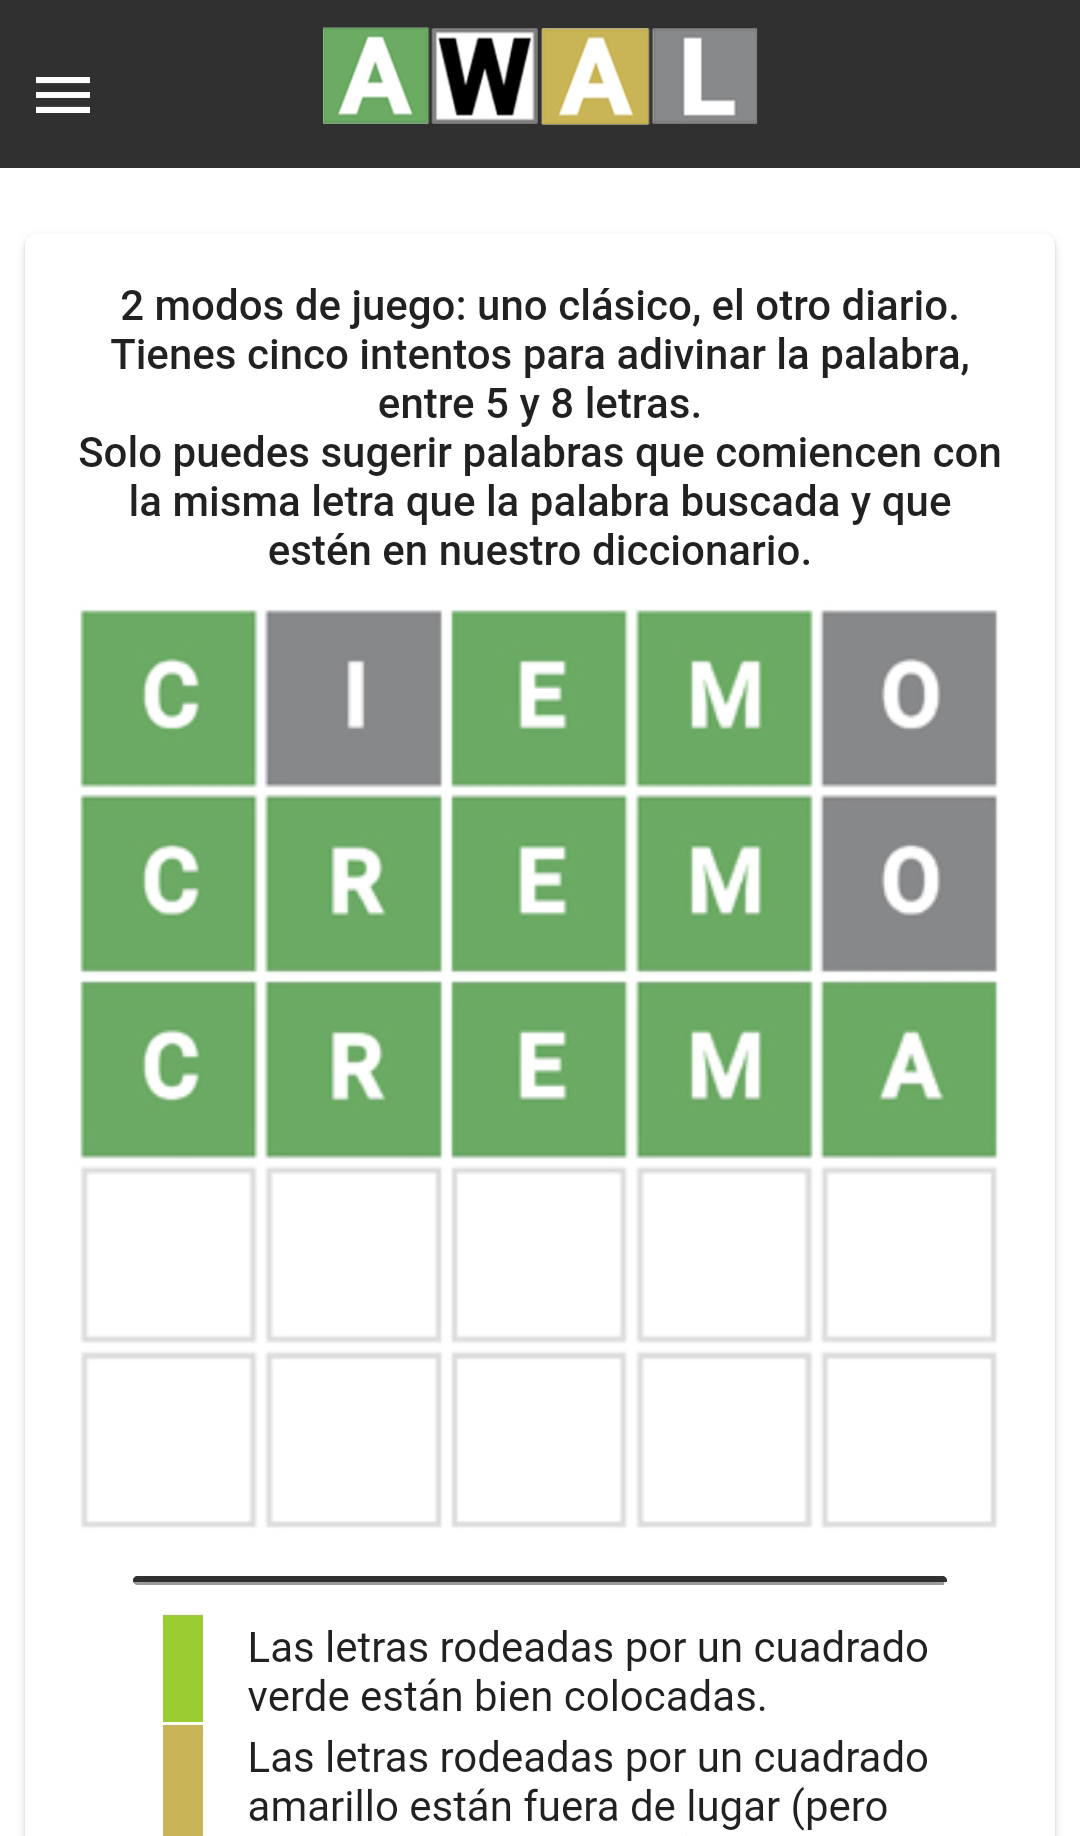 AWAL
2 modos de juego: uno clásico, el otro diario.
Tienes cinco intentos para adivinar la palabra,
entre 5 y 8 letras.
Solo puedes sugerir palabras que comiencen con
la misma letra que la palabra buscada y que
estén en nuestro diccionario.
C I E M O
C R E M O
C R E M A
Las letras rodeadas por un cuadrado
verde están bien colocadas.
Las letras rodeadas por un cuadrado
amarillo están fuera de lugar (pero